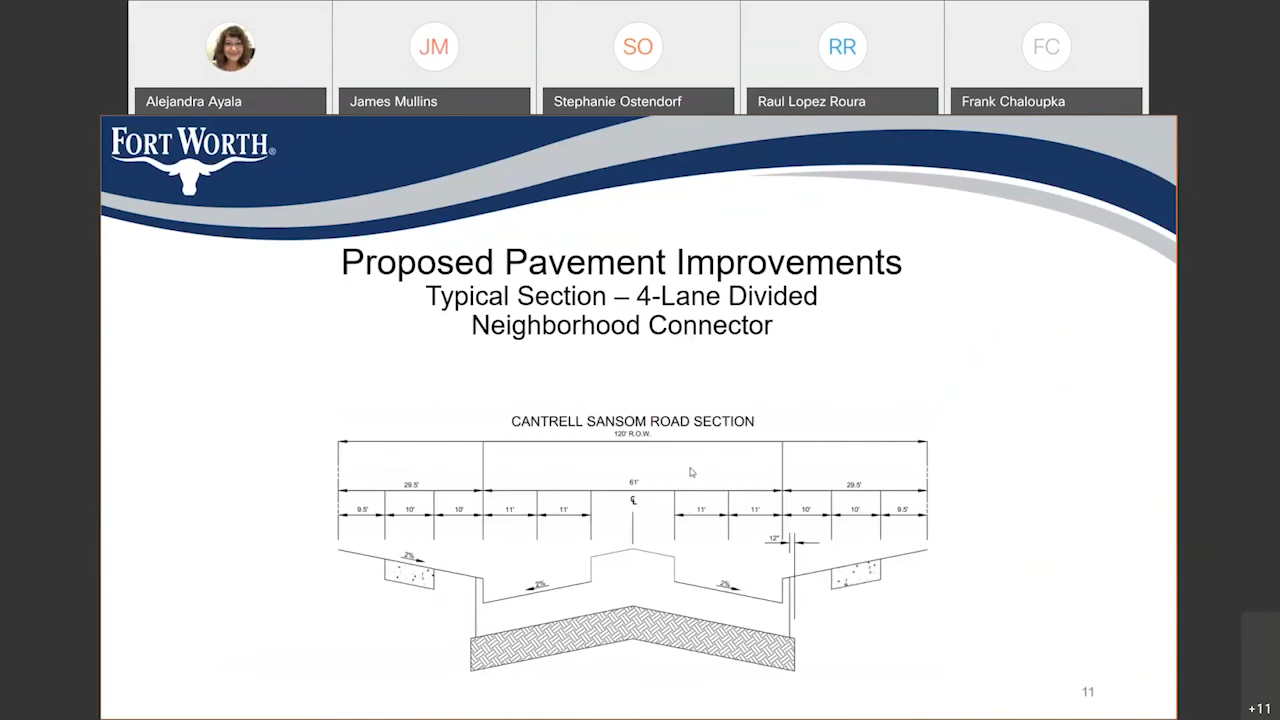 JM
SO
RR
FC
Alejandra Ayala
James Mullins
Stephanie Ostendorf
Raul Lopez Roura
Frank Chaloupka
FORT WORTH®
Proposed Pavement Improvements
Typical Section – 4-Lane Divided
Neighborhood Connector
CANTRELL SANSOM ROAD SECTION
120' R.O.W.
29.5'
61'
29.5'
℄
9.5'
10'
10'
11'
11'
11'
11'
10'
10'
9.5'
12"
2%
2%
2%
11
+11